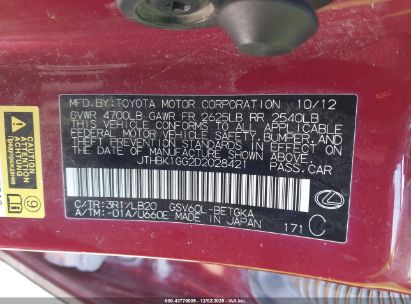 MFD.BY:TOYOTA MOTOR CORPORATION 10/12
GVWR 4700LB GAWR FR 2625LB RR 2540LB
THIS VEHICLE CONFORMS TO ALL APPLICABLE
FEDERAL MOTOR VEHICLE SAFETY, BUMPER, AND
THEFT PREVENTION STANDARDS IN EFFECT ON
THE DATE OF MANUFACTURE SHOWN ABOVE.
JTHBK1GG2D2028421 PASS.CAR
C/TR:3R1/LB20 GSV60L-BETGKA
A/TM:-01A/U660E MADE IN JAPAN 171 C